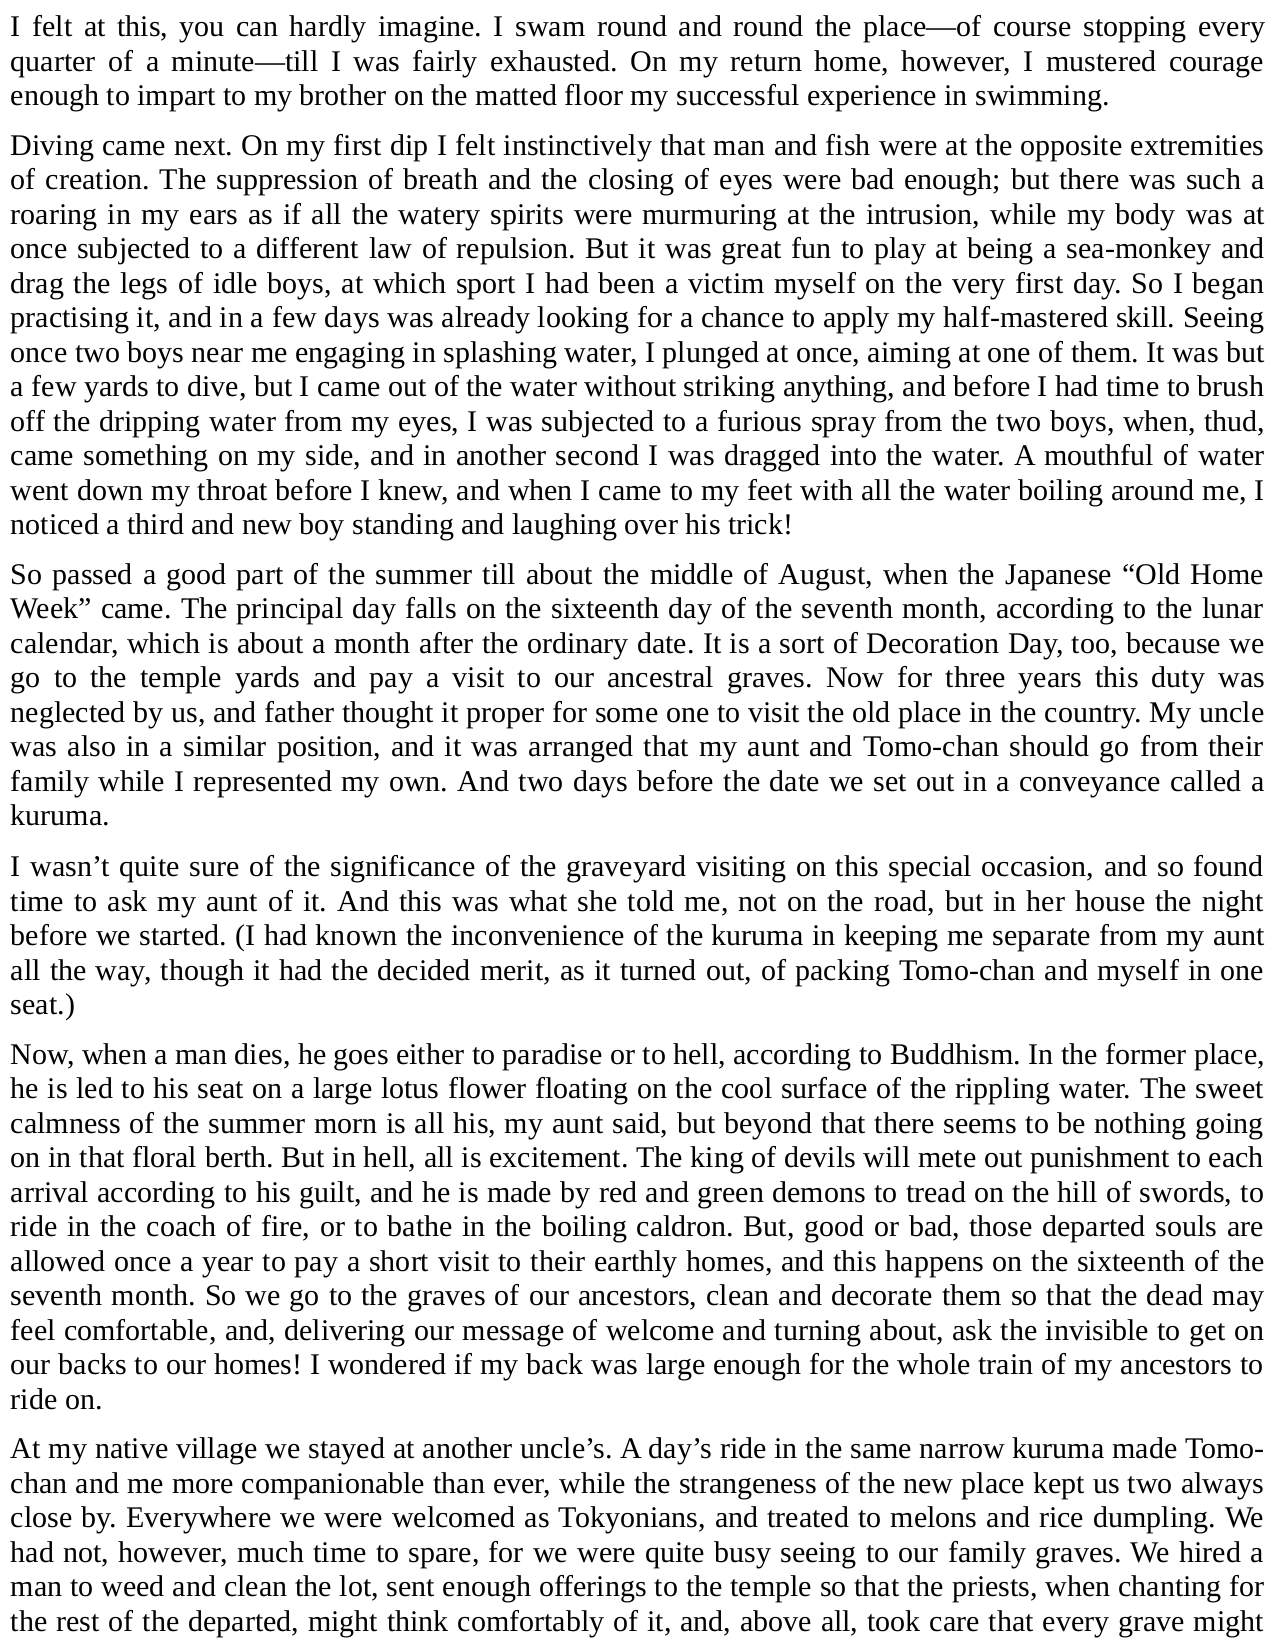 I felt at this, you can hardly imagine. I swam round and round the place—of course stopping every
quarter of a minute—till I was fairly exhausted. On my return home, however, I mustered courage
enough to impart to my brother on the matted floor my successful experience in swimming.
Diving came next. On my first dip I felt instinctively that man and fish were at the opposite extremities
of creation. The suppression of breath and the closing of eyes were bad enough; but there was such a
roaring in my ears as if all the watery spirits were murmuring at the intrusion, while my body was at
once subjected to a different law of repulsion. But it was great fun to play at being a sea-monkey and
drag the legs of idle boys, at which sport I had been a victim myself on the very first day. So I began
practising it, and in a few days was already looking for a chance to apply my half-mastered skill. Seeing
once two boys near me engaging in splashing water, I plunged at once, aiming at one of them. It was but
a few yards to dive, but I came out of the water without striking anything, and before I had time to brush
off the dripping water from my eyes, I was subjected to a furious spray from the two boys, when, thud,
came something on my side, and in another second I was dragged into the water. A mouthful of water
went down my throat before I knew, and when I came to my feet with all the water boiling around me, I
noticed a third and new boy standing and laughing over his trick!
So passed a good part of the summer till about the middle of August, when the Japanese “Old Home
Week” came. The principal day falls on the sixteenth day of the seventh month, according to the lunar
calendar, which is about a month after the ordinary date. It is a sort of Decoration Day, too, because we
go to the temple yards and pay a visit to our ancestral graves. Now for three years this duty was
neglected by us, and father thought it proper for some one to visit the old place in the country. My uncle
was also in a similar position, and it was arranged that my aunt and Tomo-chan should go from their
family while I represented my own. And two days before the date we set out in a conveyance called a
kuruma.
I wasn’t quite sure of the significance of the graveyard visiting on this special occasion, and so found
time to ask my aunt of it. And this was what she told me, not on the road, but in her house the night
before we started. (I had known the inconvenience of the kuruma in keeping me separate from my aunt
all the way, though it had the decided merit, as it turned out, of packing Tomo-chan and myself in one
seat.)
Now, when a man dies, he goes either to paradise or to hell, according to Buddhism. In the former place,
he is led to his seat on a large lotus flower floating on the cool surface of the rippling water. The sweet
calmness of the summer morn is all his, my aunt said, but beyond that there seems to be nothing going
on in that floral berth. But in hell, all is excitement. The king of devils will mete out punishment to each
arrival according to his guilt, and he is made by red and green demons to tread on the hill of swords, to
ride in the coach of fire, or to bathe in the boiling caldron. But, good or bad, those departed souls are
allowed once a year to pay a short visit to their earthly homes, and this happens on the sixteenth of the
seventh month. So we go to the graves of our ancestors, clean and decorate them so that the dead may
feel comfortable, and, delivering our message of welcome and turning about, ask the invisible to get on
our backs to our homes! I wondered if my back was large enough for the whole train of my ancestors to
ride on.
At my native village we stayed at another uncle’s. A day’s ride in the same narrow kuruma made Tomo-
chan and me more companionable than ever, while the strangeness of the new place kept us two always
close by. Everywhere we were welcomed as Tokyonians, and treated to melons and rice dumpling. We
had not, however, much time to spare, for we were quite busy seeing to our family graves. We hired a
man to weed and clean the lot, sent enough offerings to the temple so that the priests, when chanting for
the rest of the departed, might think comfortably of it, and, above all, took care that every grave might